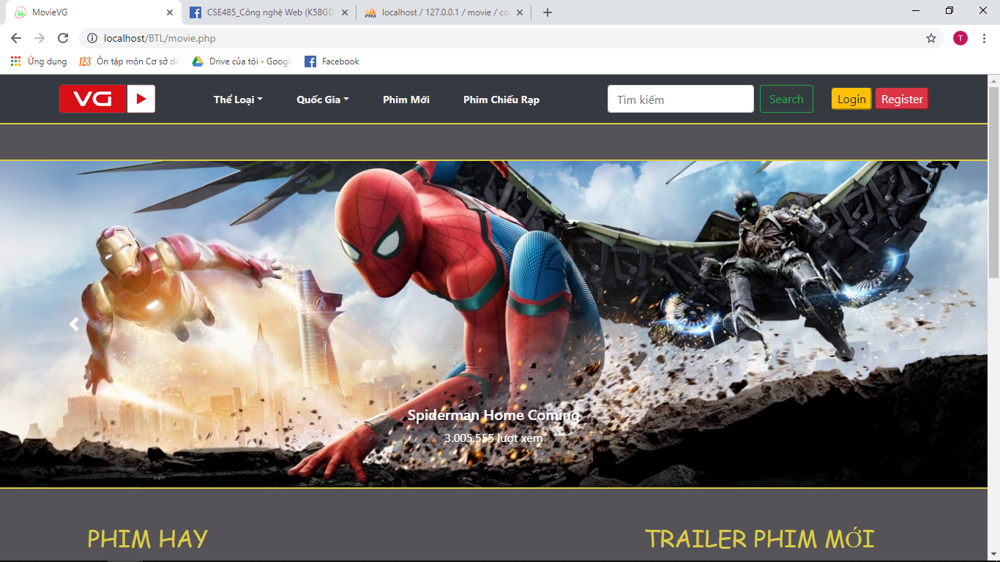 MovieVG
CSE485_Công nghệ Web (K58GD
localhost / 127.0.0.1 / movie / co
localhost/BTL/movie.php
T
Ứng dụng
123 Ôn tập môn Cơ sở dữ
Drive của tôi - Google
Facebook
VG
Thể Loại
Quốc Gia
Phim Mới
Phim Chiếu Rạp
Tìm kiếm
Search
Login
Register
Spiderman Home Coming
3.005.555 lượt xem
PHIM HAY
TRAILER PHIM MỚI